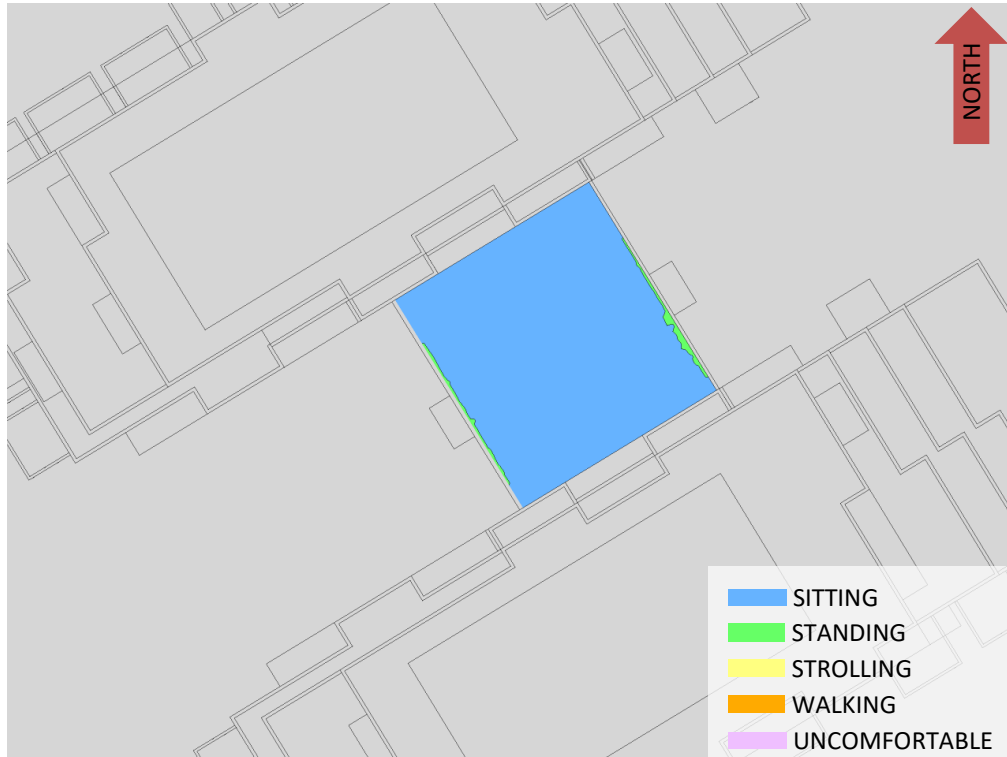 NORTH
SITTING
STANDING
STROLLING
WALKING
UNCOMFORTABLE